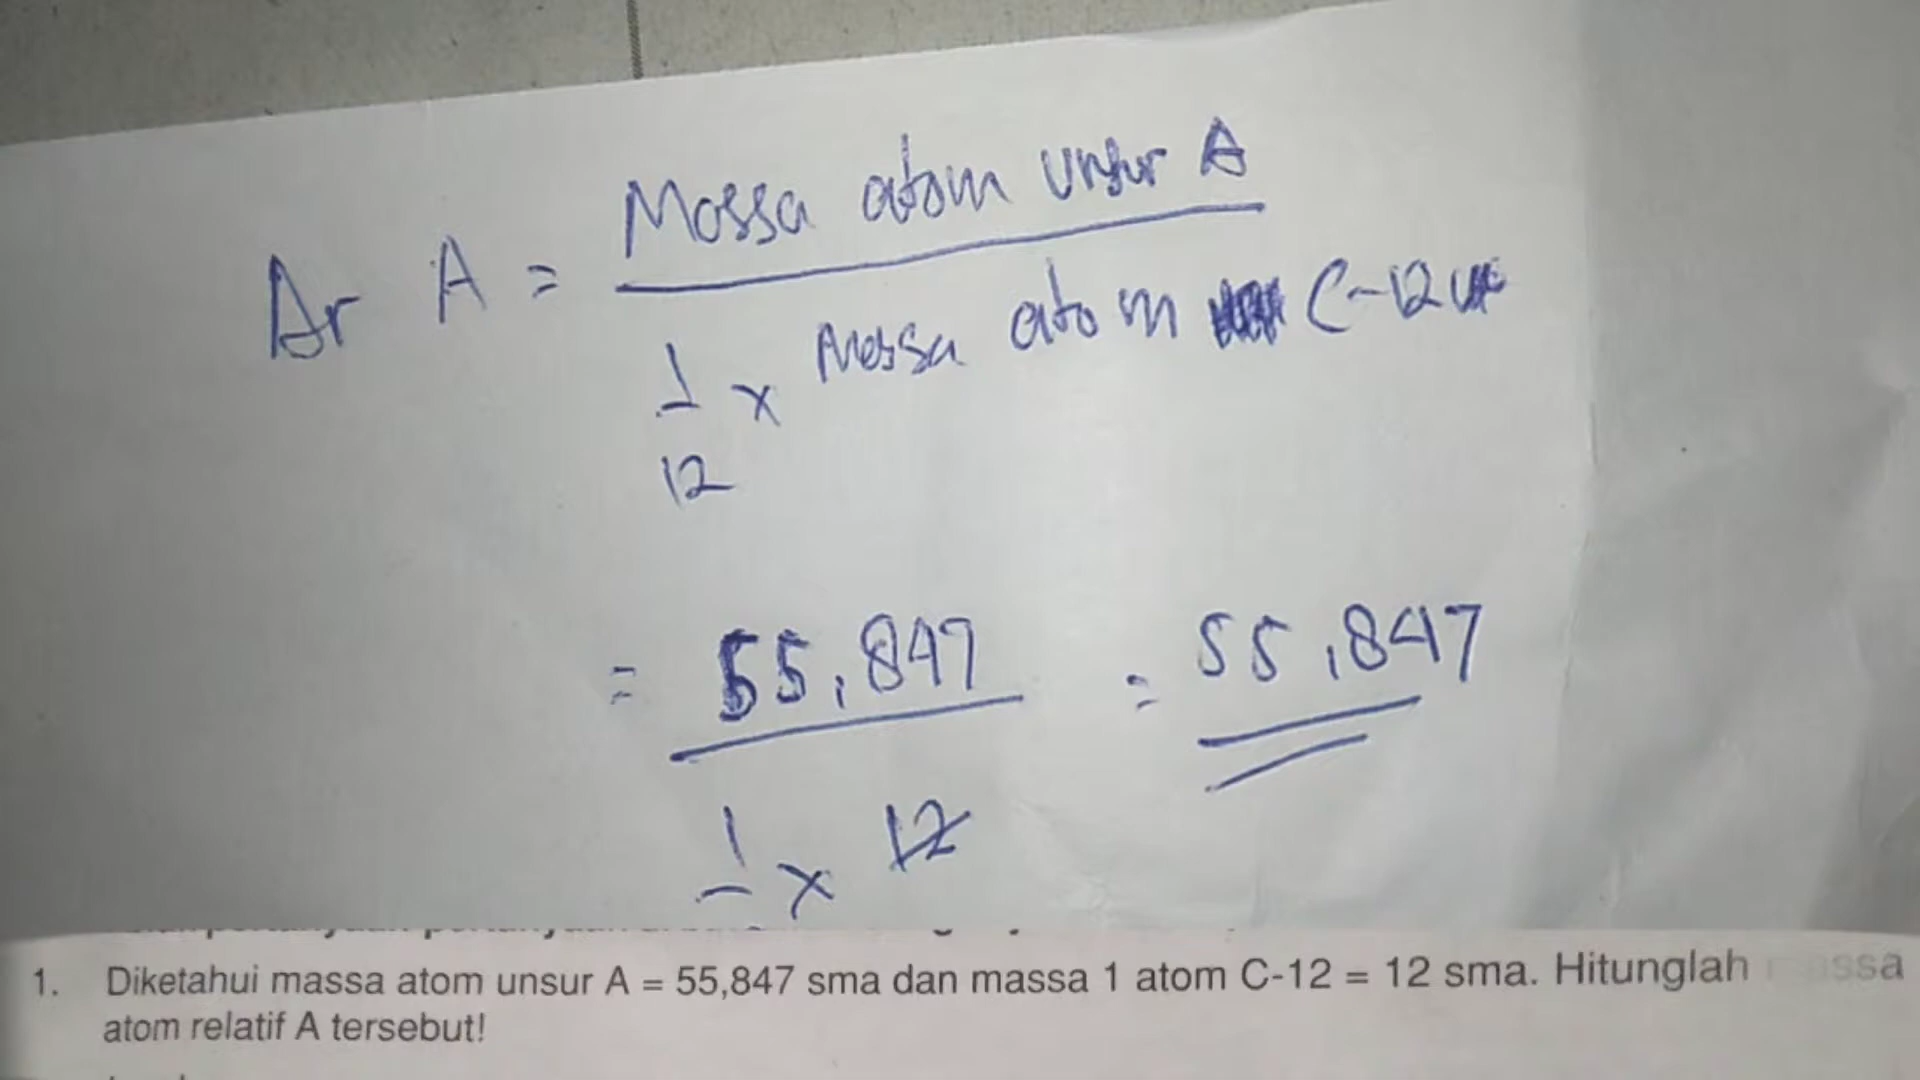 Ar A = Massa atom unsur A
1 x Massa atom C-12
12
= 55,847 = 55,847
1 x 12
1. Diketahui massa atom unsur A = 55,847 sma dan massa 1 atom C-12 = 12 sma. Hitunglah massa
atom relatif A tersebut!